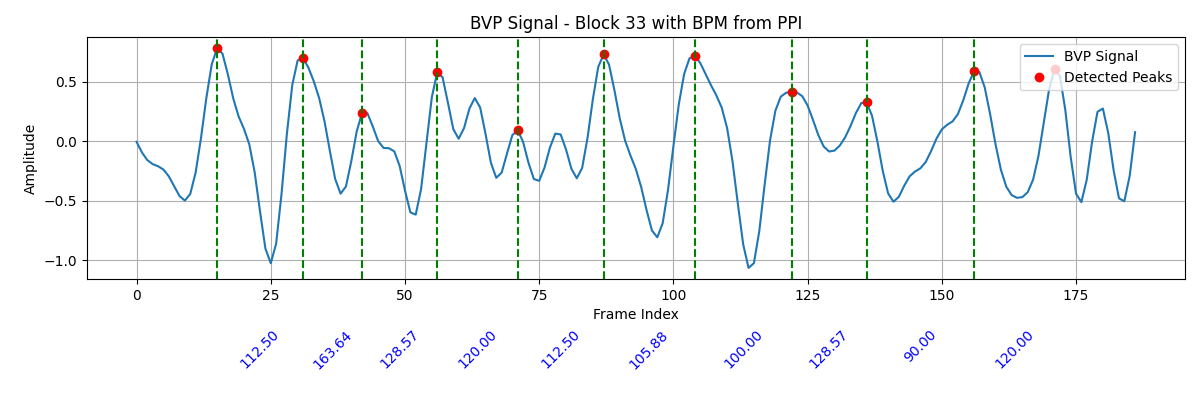 BVP Signal - Block 33 with BPM from PPI
BVP Signal
Detected Peaks
Amplitude
0.5
0.0
−0.5
−1.0
0 25 50 75 100 125 150 175
Frame Index
112.50 163.64 128.57 120.00 112.50 105.88 100.00 128.57 90.00 120.00